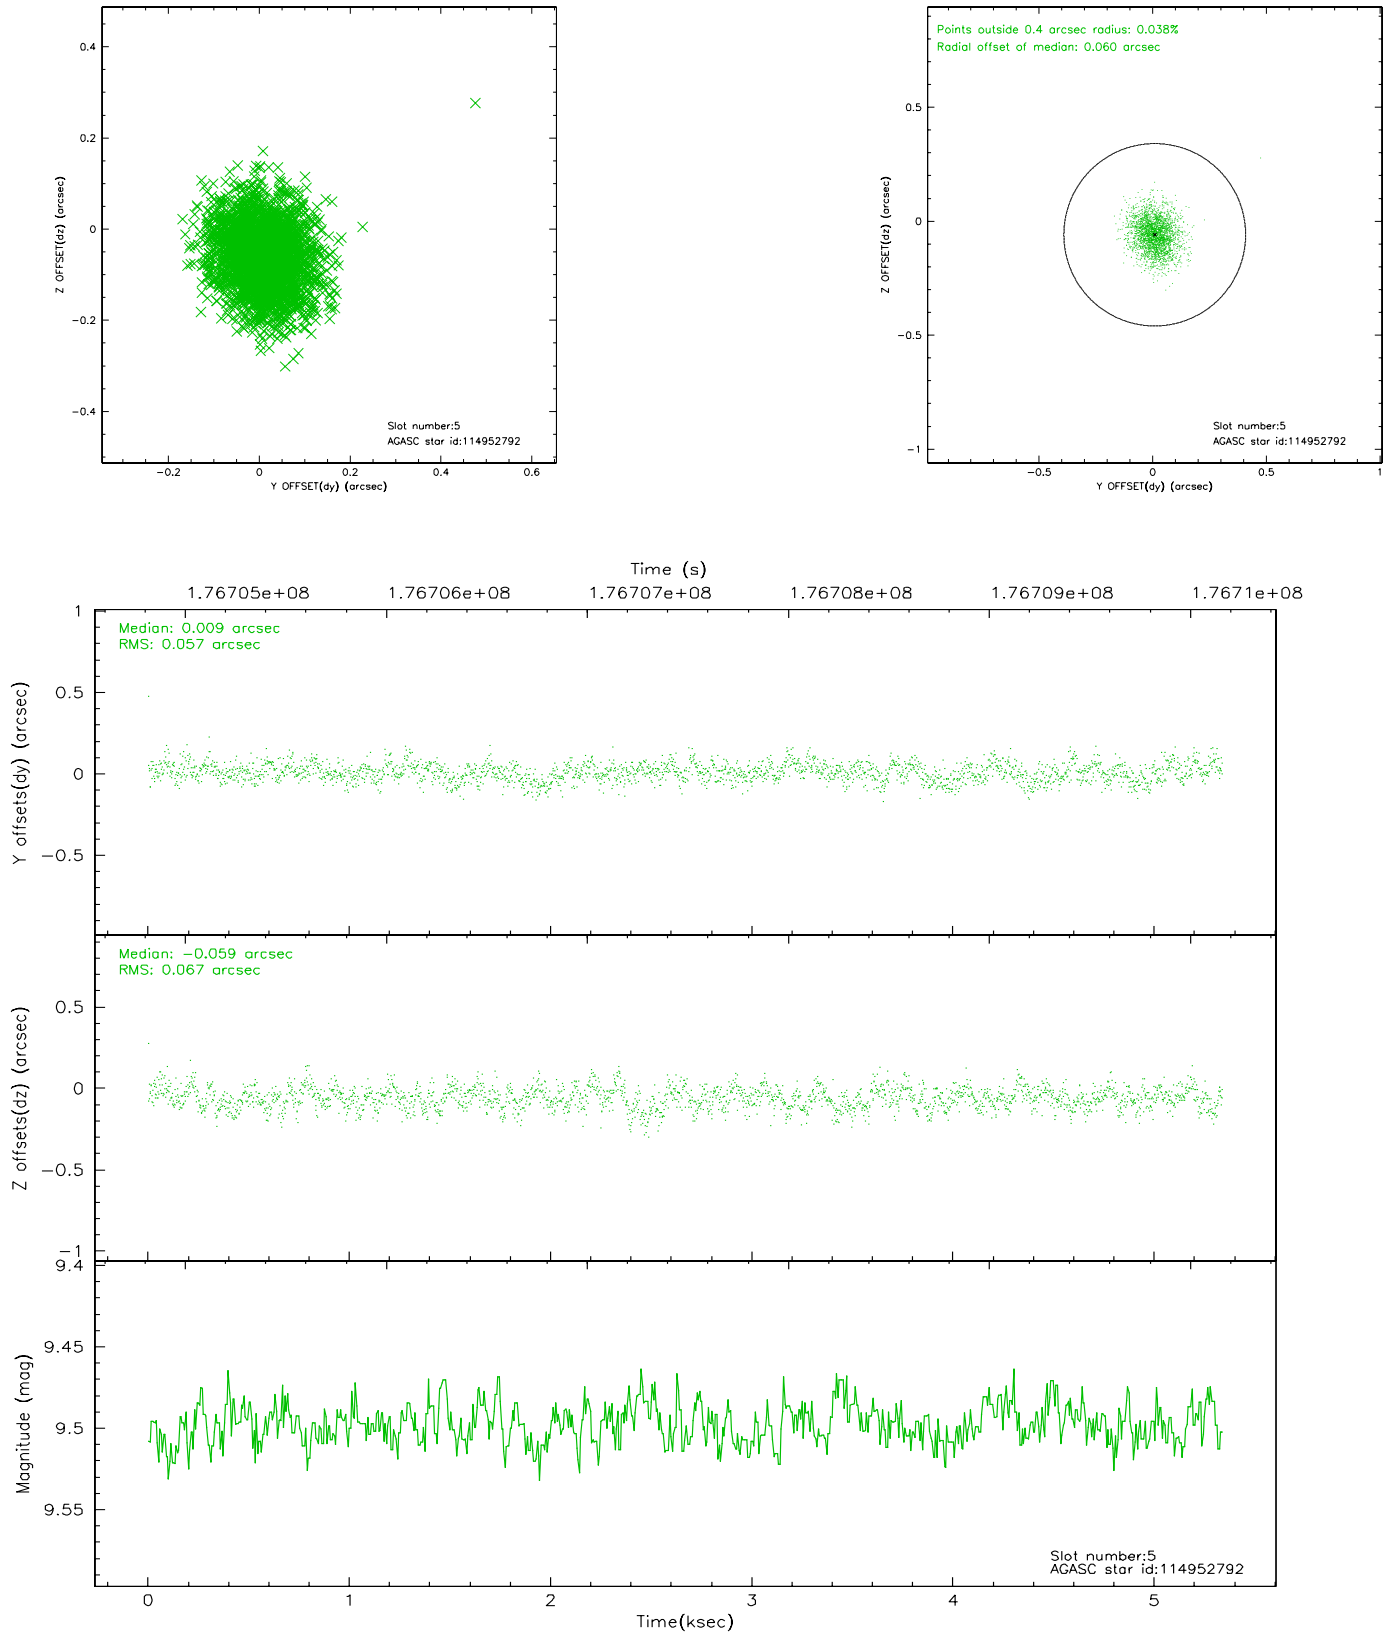 0.4
0.2
0
−0.2
−0.4
Z OFFSET(dz) (arcsec)
Slot number:5
AGASC star id:114952792
−0.2 0 0.2 0.4 0.6
Y OFFSET(dy) (arcsec)
Points outside 0.4 arcsec radius: 0.038%
Radial offset of median: 0.060 arcsec
0.5
0
−0.5
−1
Z OFFSET(dz) (arcsec)
Slot number:5
AGASC star id:114952792
−0.5 0 0.5 1
Y OFFSET(dy) (arcsec)
Time (s)
1.76705e+08 1.76706e+08 1.76707e+08 1.76708e+08 1.76709e+08 1.7671e+08
Median: 0.009 arcsec
RMS: 0.057 arcsec
1
0.5
0
−0.5
Y offsets(dy) (arcsec)
Median: −0.059 arcsec
RMS: 0.067 arcsec
0.5
0
−0.5
−1
Z offsets(dz) (arcsec)
9.4
9.45
9.5
9.55
Magnitude (mag)
Slot number:5
AGASC star id:114952792
0 1 2 3 4 5
Time(ksec)